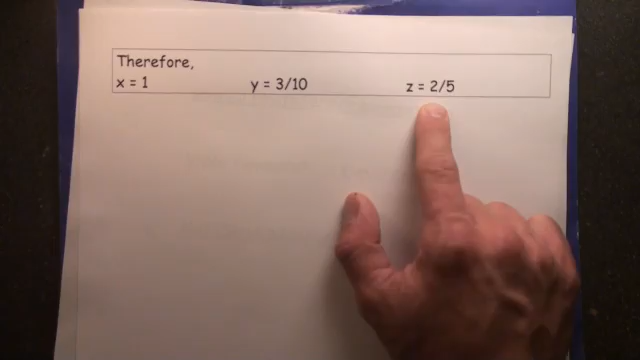 Therefore,
x = 1 y = 3/10 z = 2/5